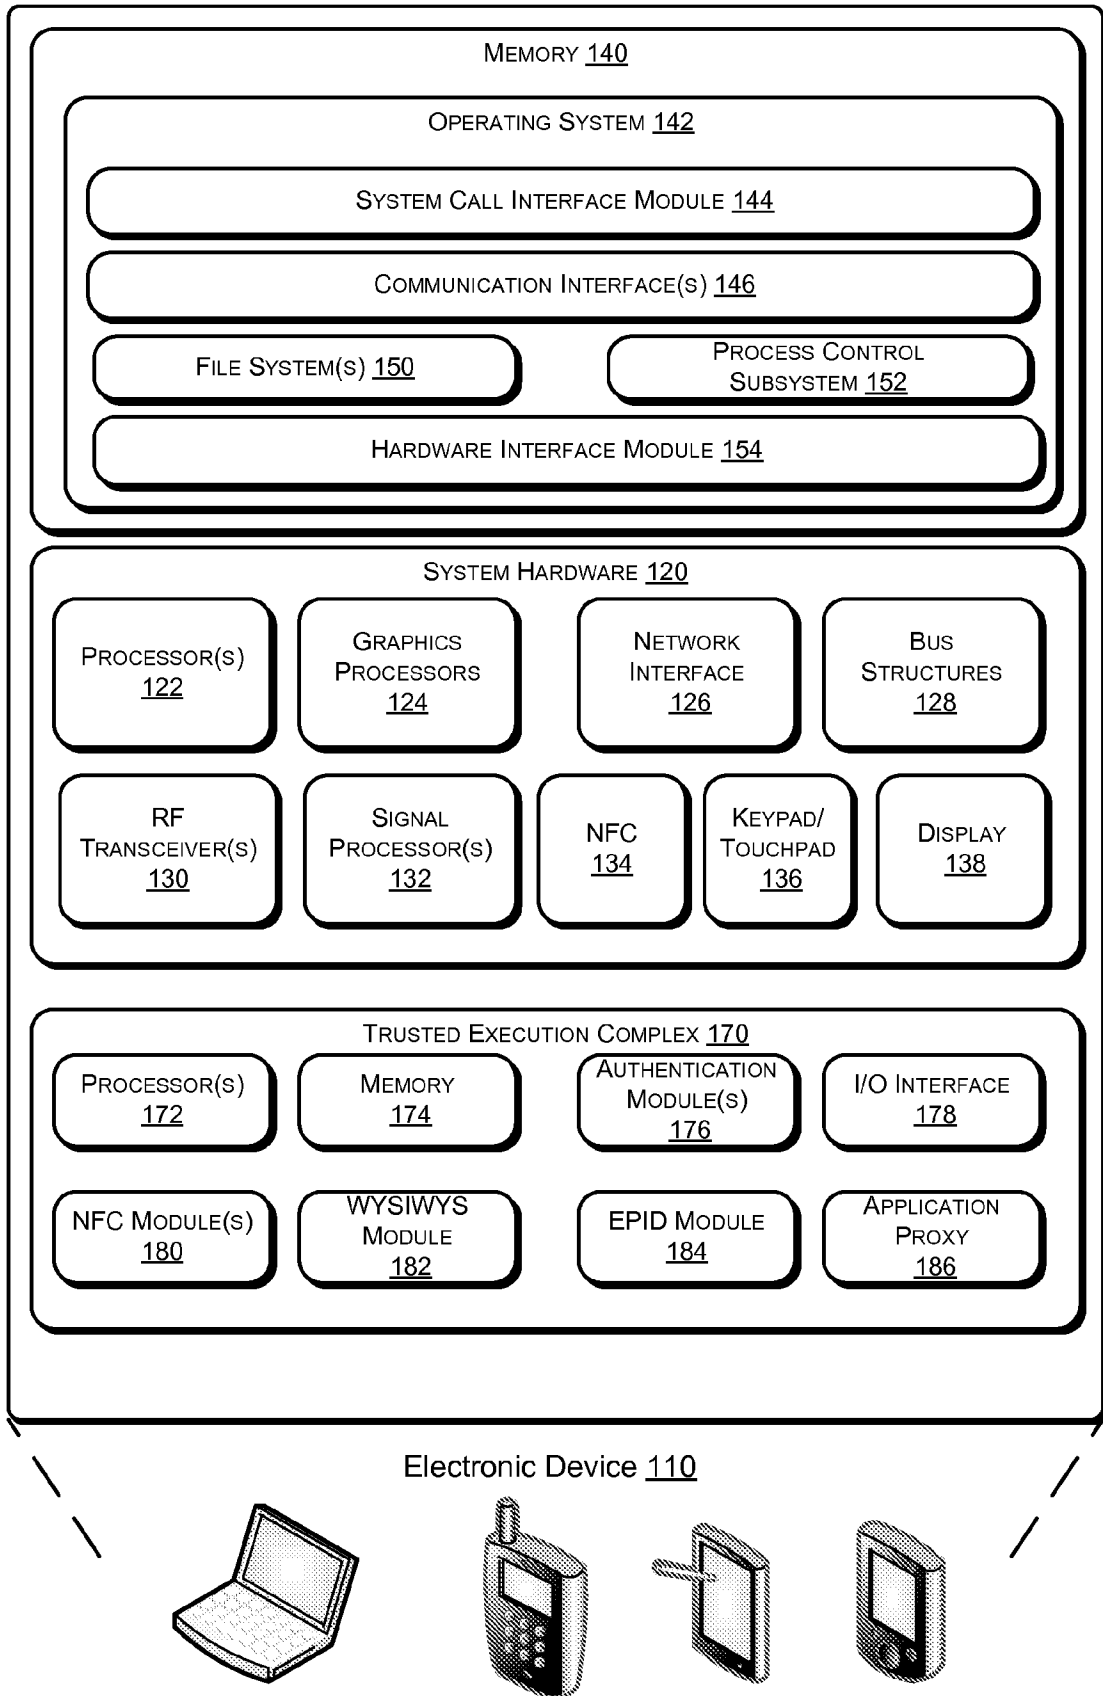 MEMORY 140
OPERATING SYSTEM 142
SYSTEM CALL INTERFACE MODULE 144
COMMUNICATION INTERFACE(S) 146
FILE SYSTEM(S) 150
PROCESS CONTROL
SUBSYSTEM 152
HARDWARE INTERFACE MODULE 154
SYSTEM HARDWARE 120
PROCESSOR(S)
122
GRAPHICS
PROCESSORS
124
NETWORK
INTERFACE
126
BUS
STRUCTURES
128
RF
TRANSCEIVER(S)
130
SIGNAL
PROCESSOR(S)
132
NFC
134
KEYPAD/
TOUCHPAD
136
DISPLAY
138
TRUSTED EXECUTION COMPLEX 170
PROCESSOR(S)
172
MEMORY
174
AUTHENTICATION
MODULE(S)
176
I/O INTERFACE
178
NFC MODULE(S)
180
WYSIWYS
MODULE
182
EPID MODULE
184
APPLICATION
PROXY
186
Electronic Device 110